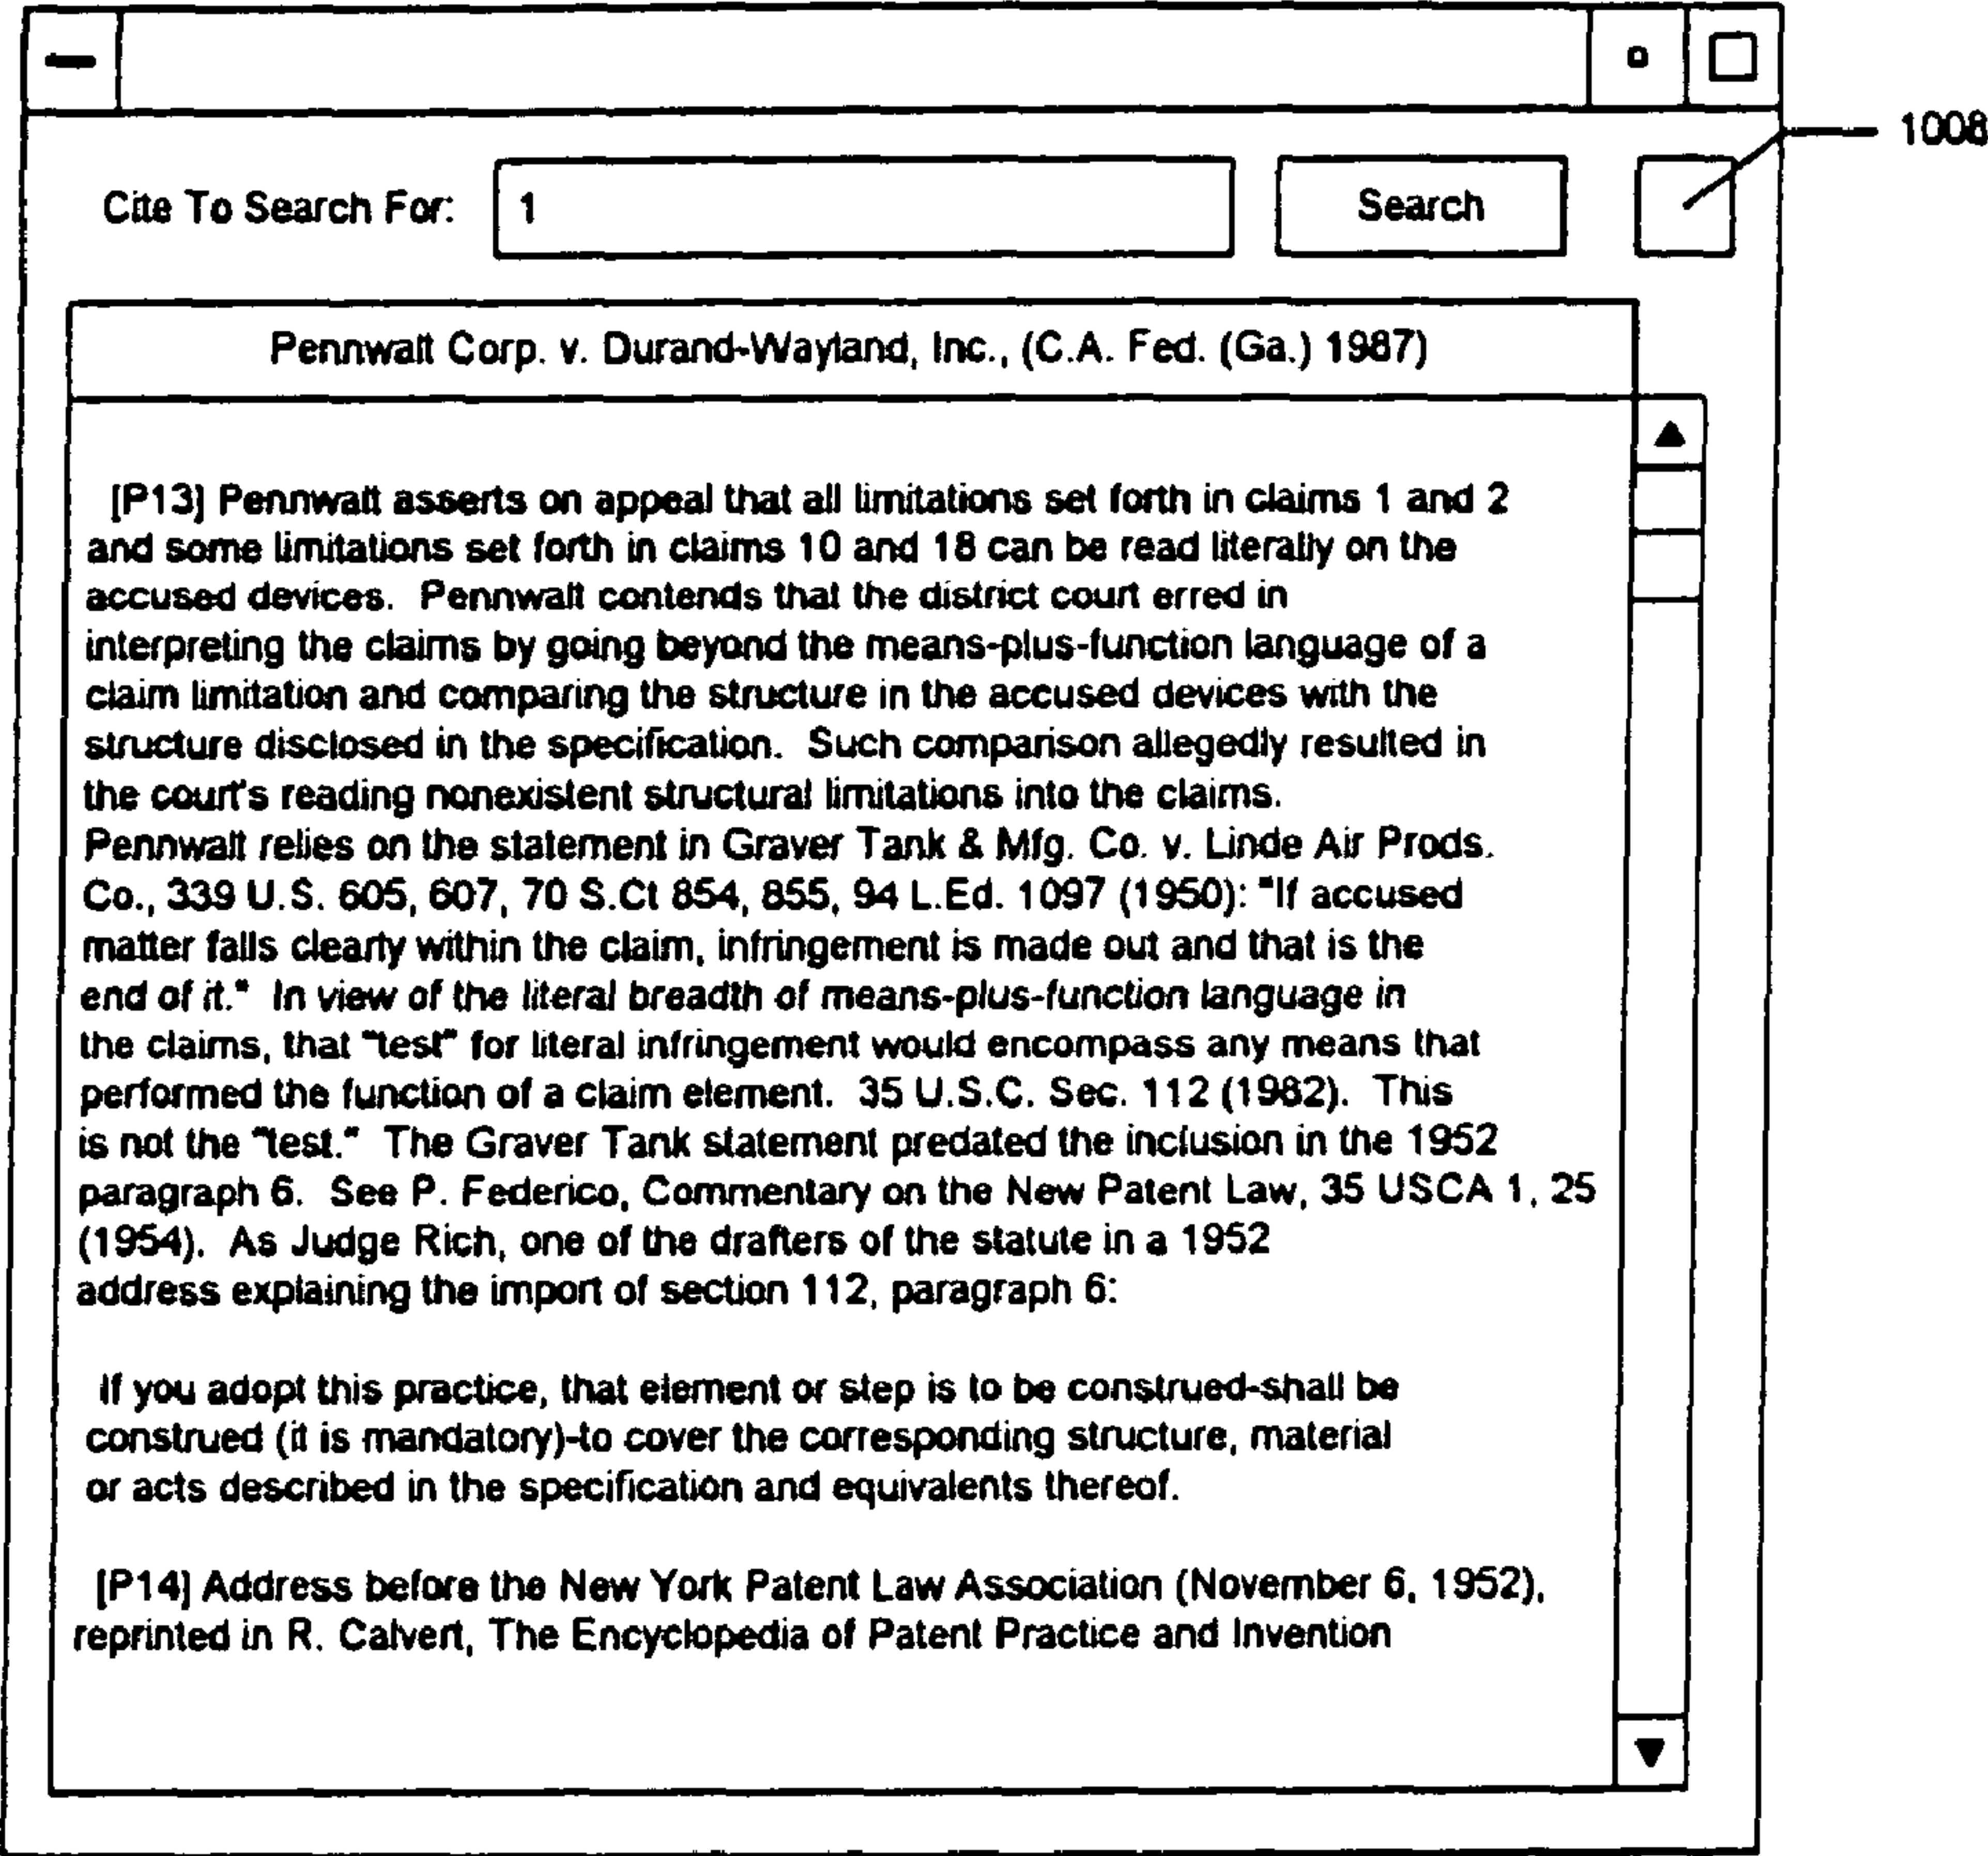 1008
Cite To Search For: 1 Search
Pennwalt Corp. v. Durand-Wayland, Inc., (C.A. Fed. (Ga.) 1987)
[P13] Pennwalt asserts on appeal that all limitations set forth in claims 1 and 2
and some limitations set forth in claims 10 and 18 can be read literally on the
accused devices. Pennwalt contends that the district court erred in
interpreting the claims by going beyond the means-plus-function language of a
claim limitation and comparing the structure in the accused devices with the
structure disclosed in the specification. Such comparison allegedly resulted in
the court's reading nonexistent structural limitations into the claims.
Pennwalt relies on the statement in Graver Tank & Mfg. Co. v. Linde Air Prods.
Co., 339 U.S. 605, 607, 70 S.Ct 854, 855, 94 L.Ed. 1097 (1950): "If accused
matter falls clearly within the claim, infringement is made out and that is the
end of it." In view of the literal breadth of means-plus-function language in
the claims, that "test" for literal infringement would encompass any means that
performed the function of a claim element. 35 U.S.C. Sec. 112 (1982). This
is not the "test." The Graver Tank statement predated the inclusion in the 1952
paragraph 6. See P. Federico, Commentary on the New Patent Law, 35 USCA 1, 25
(1954). As Judge Rich, one of the drafters of the statute in a 1952
address explaining the import of section 112, paragraph 6:
If you adopt this practice, that element or step is to be construed-shall be
construed (it is mandatory)-to cover the corresponding structure, material
or acts described in the specification and equivalents thereof.
[P14] Address before the New York Patent Law Association (November 6, 1952),
reprinted in R. Calvert, The Encyclopedia of Patent Practice and Invention